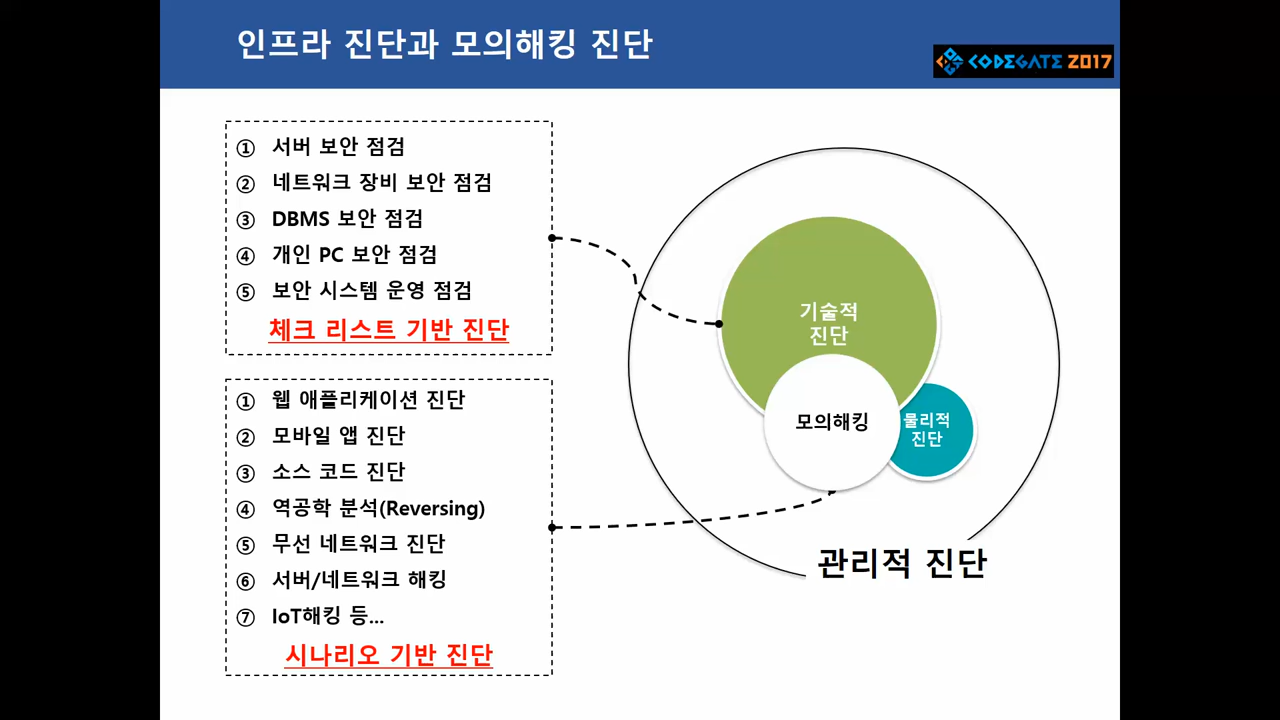 인프라 진단과 모의해킹 진단
CODEGATE 2017
① 서버 보안 점검
② 네트워크 장비 보안 점검
③ DBMS 보안 점검
④ 개인 PC 보안 점검
⑤ 보안 시스템 운영 점검
체크 리스트 기반 진단
① 웹 애플리케이션 진단
② 모바일 앱 진단
③ 소스 코드 진단
④ 역공학 분석(Reversing)
⑤ 무선 네트워크 진단
⑥ 서버/네트워크 해킹
⑦ IoT해킹 등...
시나리오 기반 진단
기술적
진단
모의해킹
물리적
진단
관리적 진단